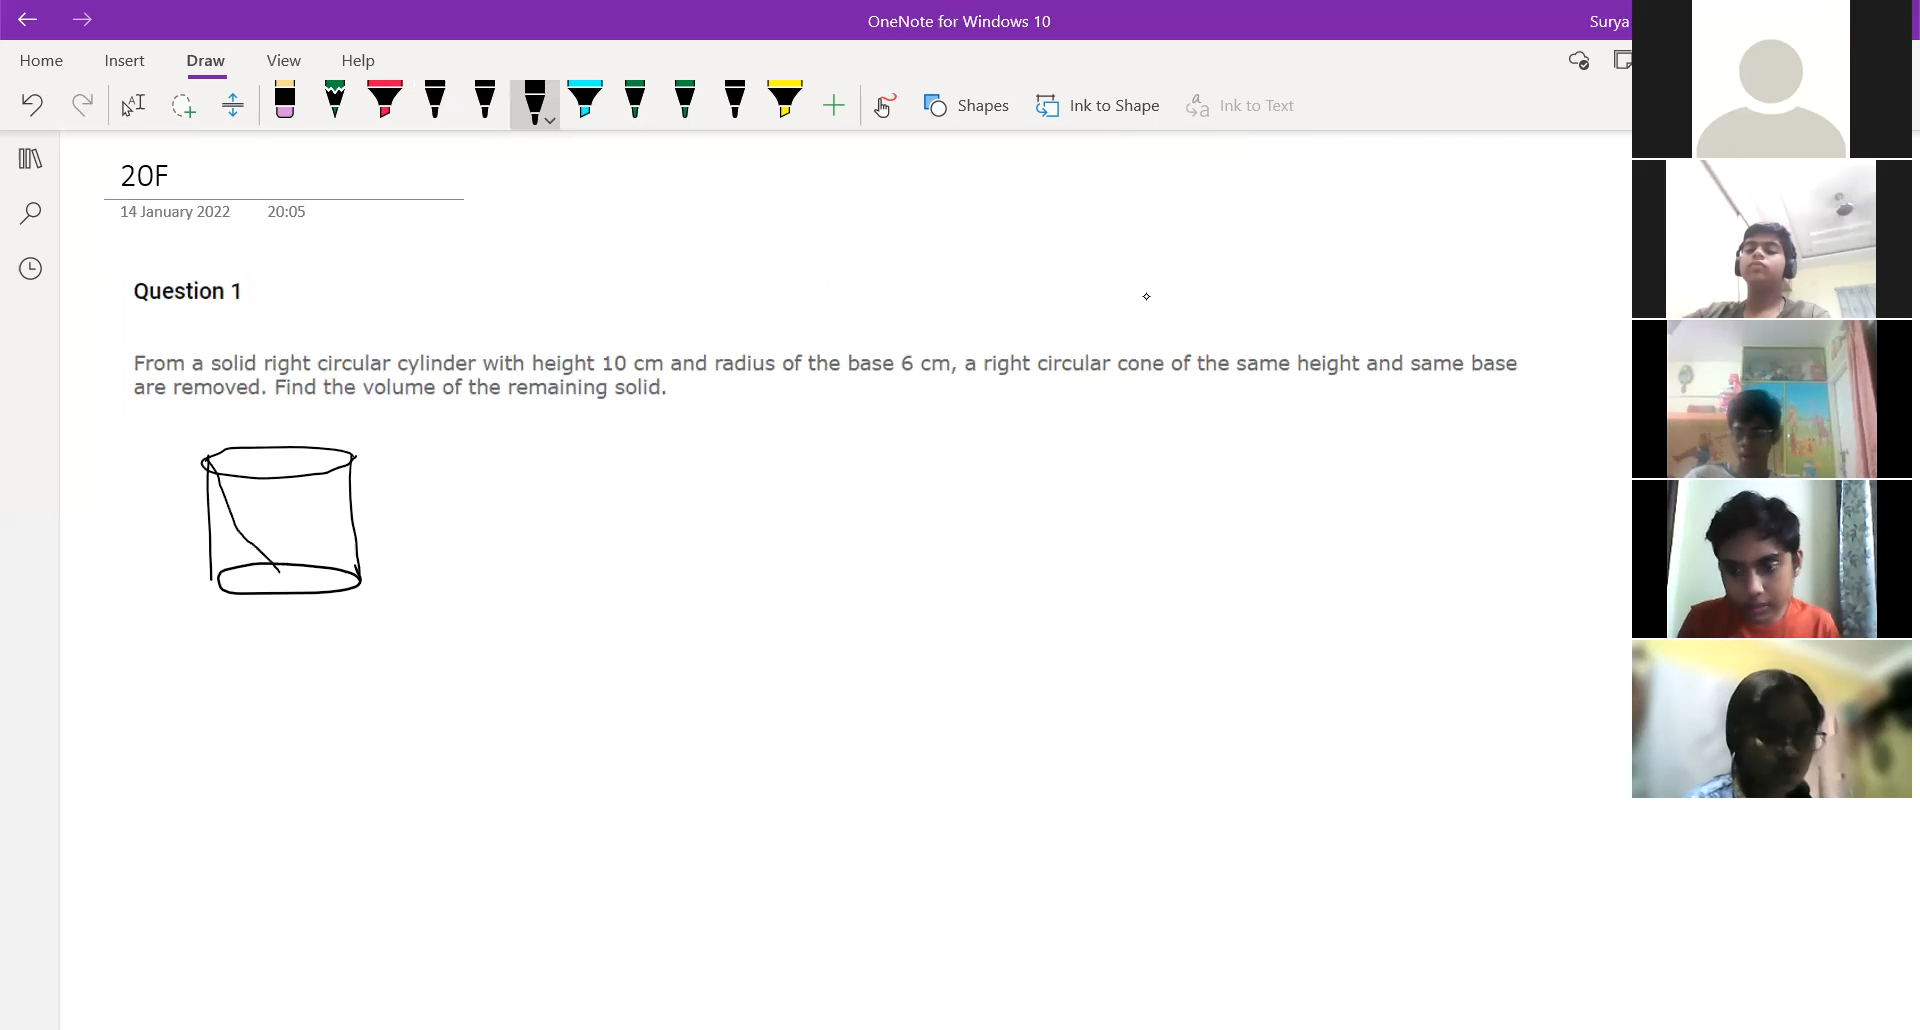 OneNote for Windows 10
Surya
Home Insert Draw View Help
Shapes Ink to Shape Ink to Text
20F
14 January 2022 20:05
Question 1
From a solid right circular cylinder with height 10 cm and radius of the base 6 cm, a right circular cone of the same height and same base
are removed. Find the volume of the remaining solid.